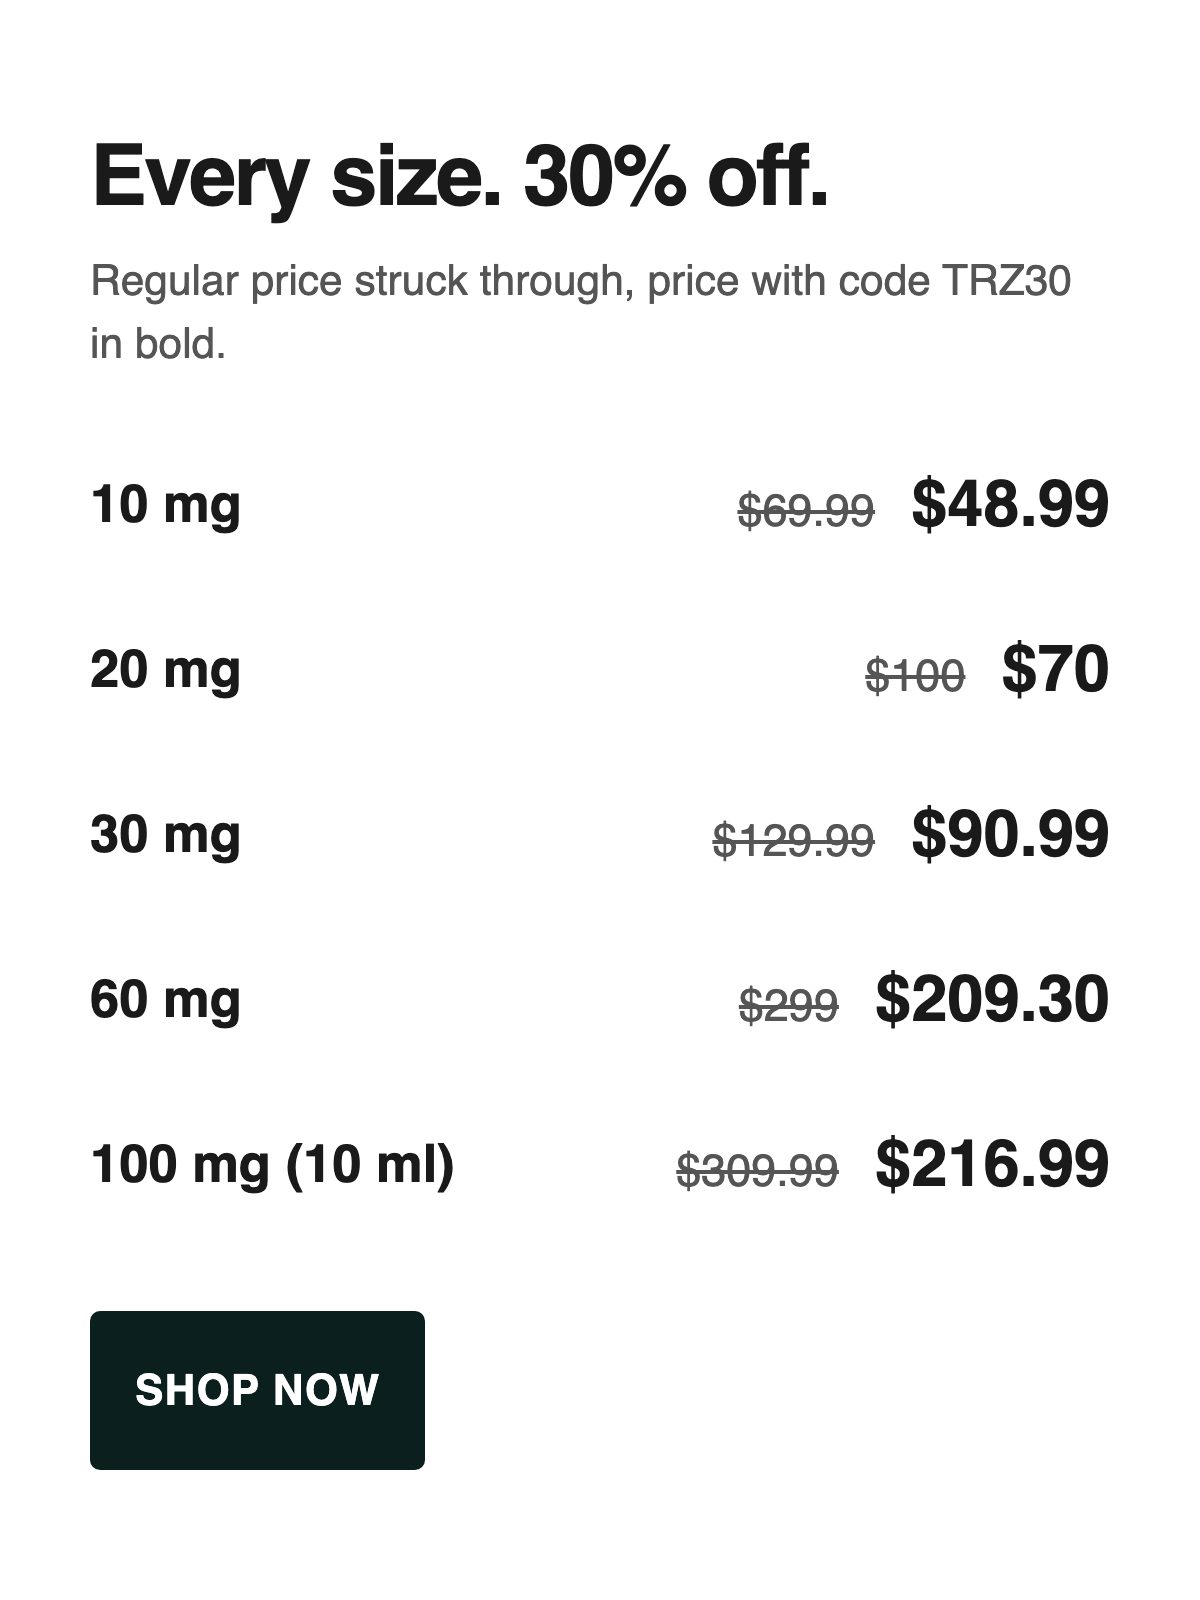 Every size. 30% off.
Regular price struck through, price with code TRZ30
in bold.
10 mg $69.99 $48.99
20 mg $100 $70
30 mg $129.99 $90.99
60 mg $299 $209.30
100 mg (10 ml) $309.99 $216.99
SHOP NOW